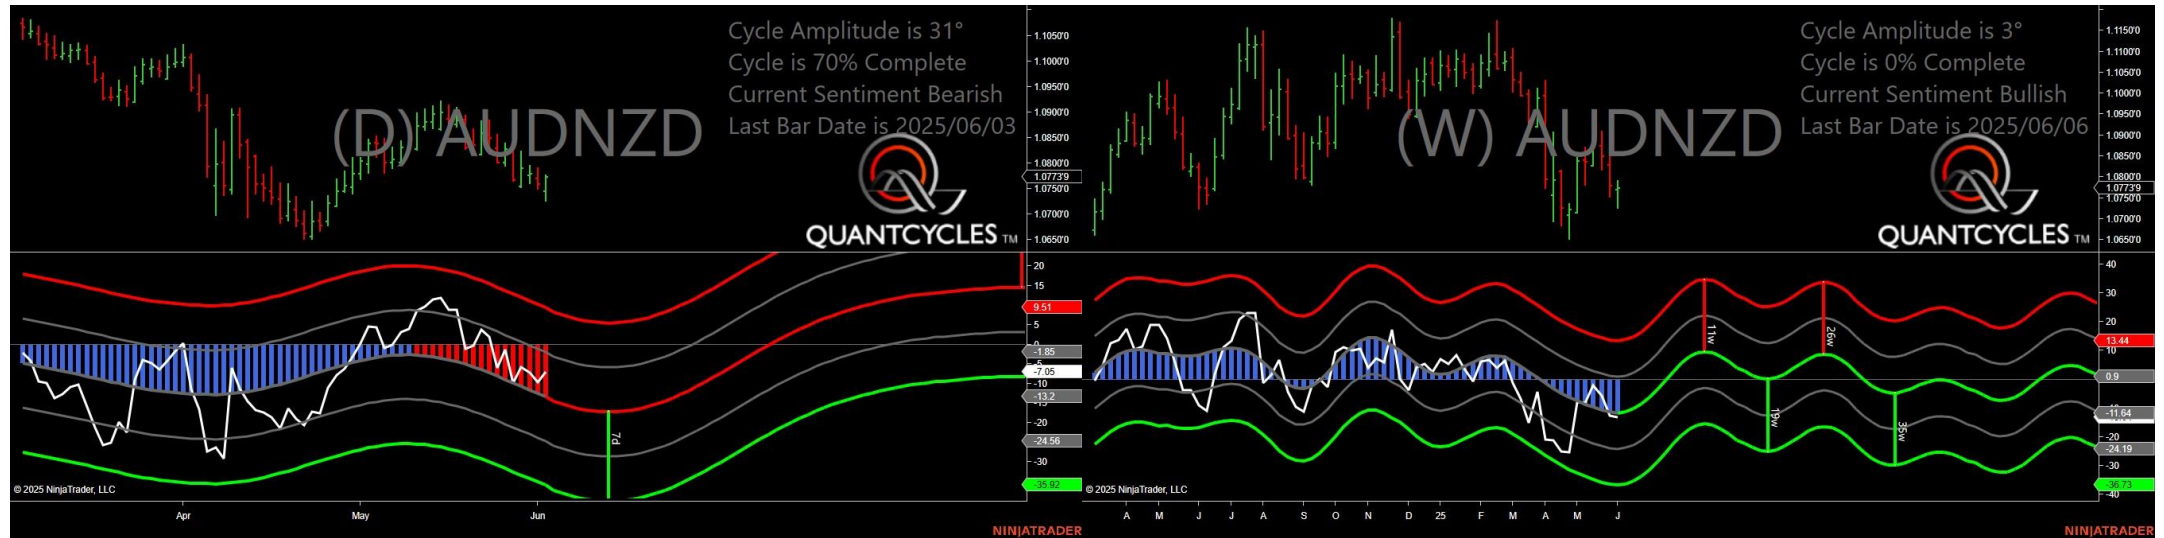 Cycle Amplitude is 31°
Cycle is 70% Complete
Current Sentiment Bearish
Last Bar Date is 2025/06/03
(D) AUDNZD
QUANTCYCLES TM
1.1050'0
1.1000'0
1.0950'0
1.0900'0
1.0850'0
1.0800'0
1.0773'9
1.0750'0
1.0700'0
1.0650'0
20
15
9.51
5
0
-1.85
-5
-7.05
-10
-13.2
-20
-24.56
-30
-35.92
7d
© 2025 NinjaTrader, LLC
Apr
May
Jun
NINJATRADER
Cycle Amplitude is 3°
Cycle is 0% Complete
Current Sentiment Bullish
Last Bar Date is 2025/06/06
(W) AUDNZD
QUANTCYCLES TM
1.1150'0
1.1100'0
1.1050'0
1.1000'0
1.0950'0
1.0900'0
1.0850'0
1.0800'0
1.0773'9
1.0750'0
1.0700'0
1.0650'0
40
30
20
13.44
10
0.9
-11.64
-20
-24.19
-30
-36.73
-40
11w
26w
19w
35w
© 2025 NinjaTrader, LLC
A M J J A S O N D 25 F M A M J
NINJATRADER